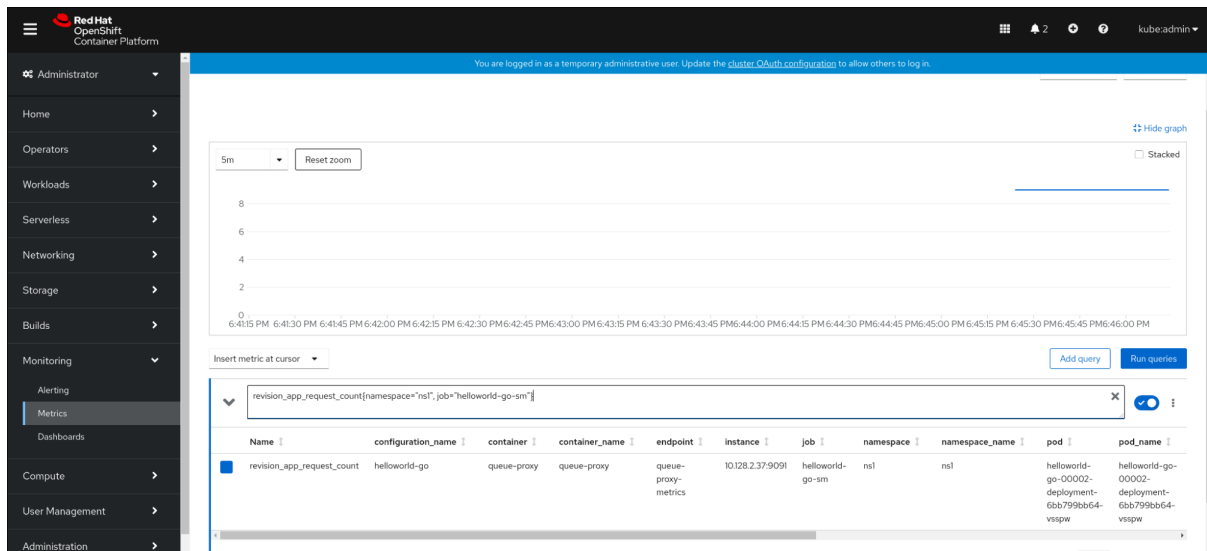 Red Hat
OpenShift
Container Platform
2
kube:admin
Administrator
You are logged in as a temporary administrative user. Update the cluster OAuth configuration to allow others to log in.
Home
Operators
Workloads
Serverless
Networking
Storage
Builds
Monitoring
Alerting
Metrics
Dashboards
Compute
User Management
Administration
Hide graph
5m
Reset zoom
Stacked
8
6
4
2
0
6:41:15 PM 6:41:30 PM 6:41:45 PM 6:42:00 PM 6:42:15 PM 6:42:30 PM 6:42:45 PM 6:43:00 PM 6:43:15 PM 6:43:30 PM 6:43:45 PM 6:44:00 PM 6:44:15 PM 6:44:30 PM 6:44:45 PM 6:45:00 PM 6:45:15 PM 6:45:30 PM 6:45:45 PM 6:46:00 PM
Insert metric at cursor
Add query
Run queries
revision_app_request_count{namespace="ns1", job="helloworld-go-sm"}
Name configuration_name container container_name endpoint instance job namespace namespace_name pod pod_name
revision_app_request_count helloworld-go queue-proxy queue-proxy queue- 10.128.2.37:9091 helloworld- ns1 ns1 helloworld- helloworld-go-
proxy- go-sm go-00002- 00002-
metrics deployment- deployment-
6bb799bb64- 6bb799bb64-
vsspw vsspw